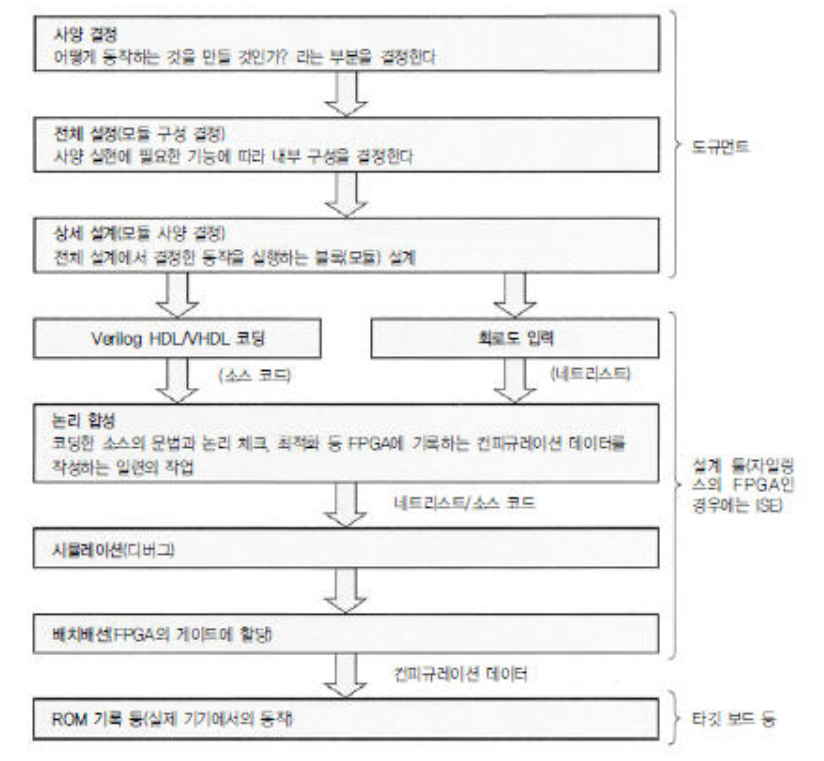 사양 결정
어떻게 동작하는 것을 만들 것인가? 라는 부분을 결정한다
전체 설정(모듈 구성 결정)
사양 실현에 필요한 기능에 따라 내부 구성을 결정한다
도큐먼트
상세 설계(모듈 사양 결정)
전체 설계에서 결정한 동작을 실행하는 블록(모듈) 설계
Verilog HDL/VHDL 코딩
회로도 입력
(소스 코드)
(네트리스트)
논리 합성
코딩한 소스의 문법과 논리 체크, 최적화 등 FPGA에 기록하는 컨피규레이션 데이터를
작성하는 일련의 작업
설계 툴(자일링
스의 FPGA인
경우에는 ISE)
네트리스트/소스 코드
시뮬레이션(디버그)
배치배선(FPGA의 게이트에 할당)
컨피규레이션 데이터
ROM 기록 등(실제 기기에서의 동작)
타깃 보드 등